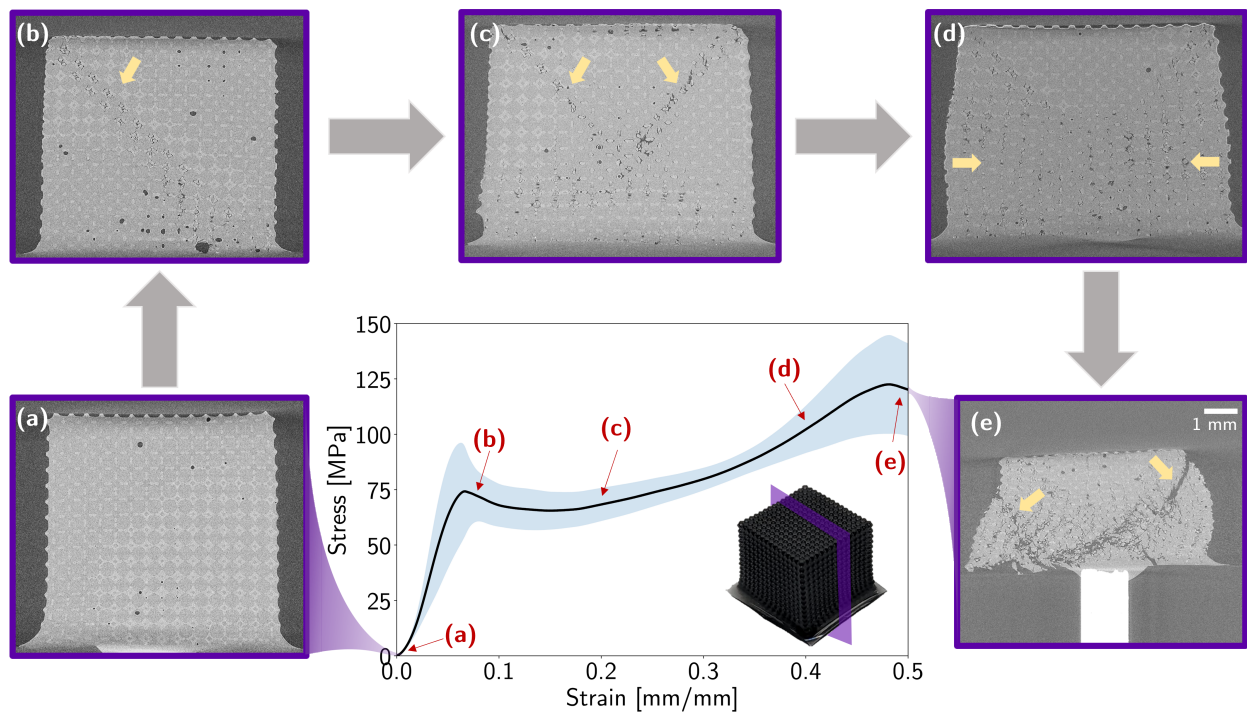 (b)
(c)
(d)
(a)
150
125
100
75
50
25
0
Stress [MPa]
(a)
(b)
(c)
(d)
(e)
0.0 0.1 0.2 0.3 0.4 0.5
Strain [mm/mm]
(e)
1 mm